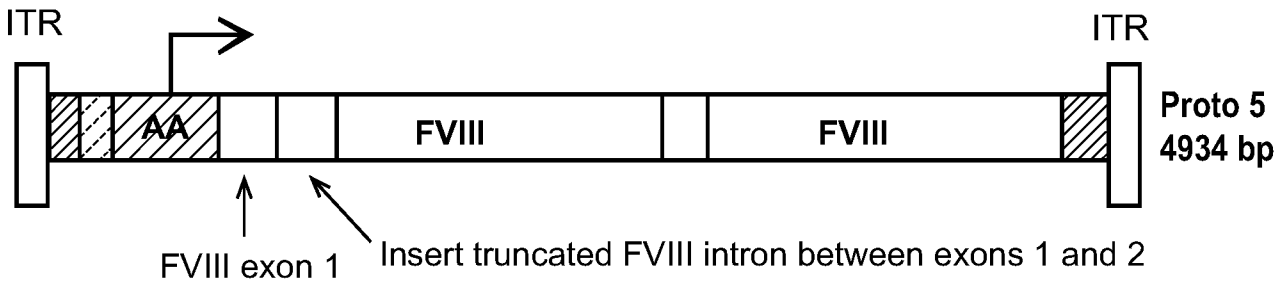 ITR
ITR
AA
FVIII
FVIII
Proto 5
4934 bp
FVIII exon 1
Insert truncated FVIII intron between exons 1 and 2